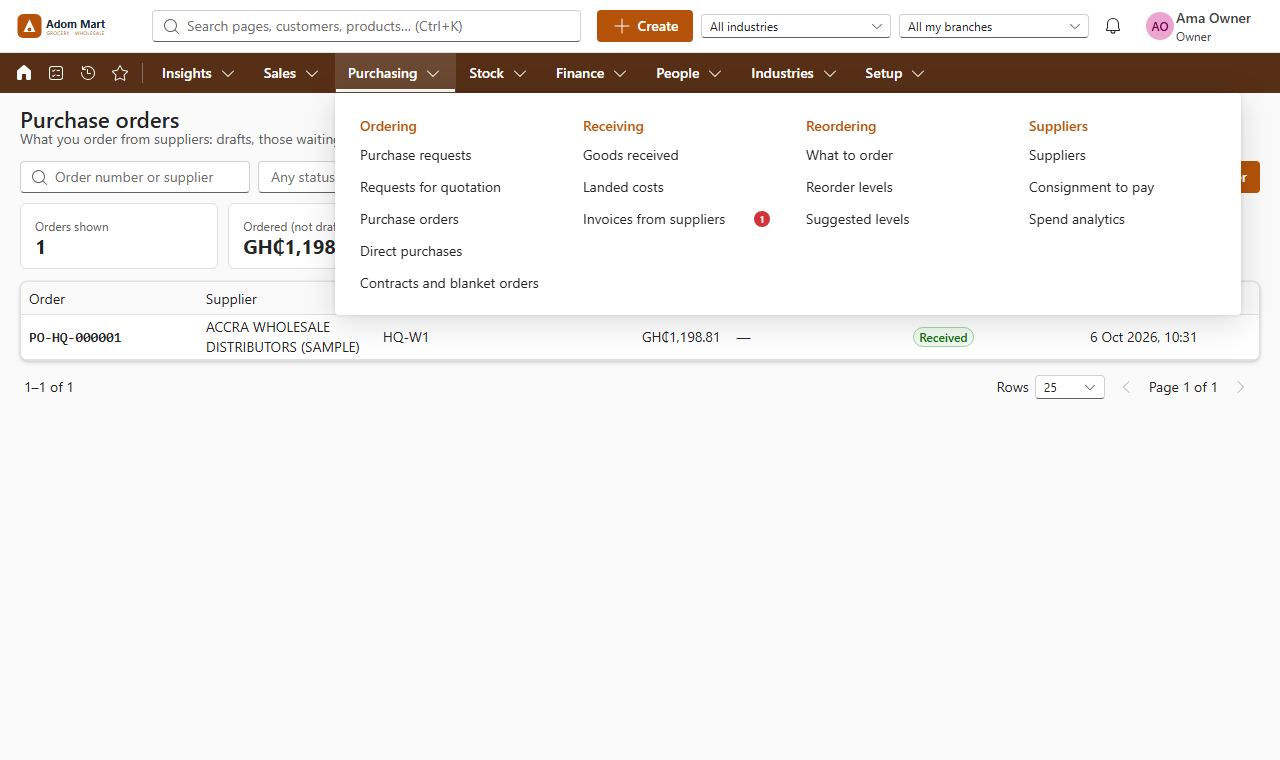 Adom Mart
GROCERY · WHOLESALE
Search pages, customers, products... (Ctrl+K)
Create
All industries
All my branches
AO
Ama Owner
Owner
Insights
Sales
Purchasing
Stock
Finance
People
Industries
Setup
Purchase orders
What you order from suppliers: drafts, those waiting
Order number or supplier
Any status
Orders shown
1
Ordered (not
GH₵1,198
Ordering
Purchase requests
Requests for quotation
Purchase orders
Direct purchases
Contracts and blanket orders
Receiving
Goods received
Landed costs
Invoices from suppliers
1
Reordering
What to order
Reorder levels
Suggested levels
Suppliers
Suppliers
Consignment to pay
Spend analytics
Order
Supplier
PO-HQ-000001
ACCRA WHOLESALE
DISTRIBUTORS (SAMPLE)
HQ-W1
GH₵1,198.81
—
Received
6 Oct 2026, 10:31
1–1 of 1
Rows
25
Page 1 of 1